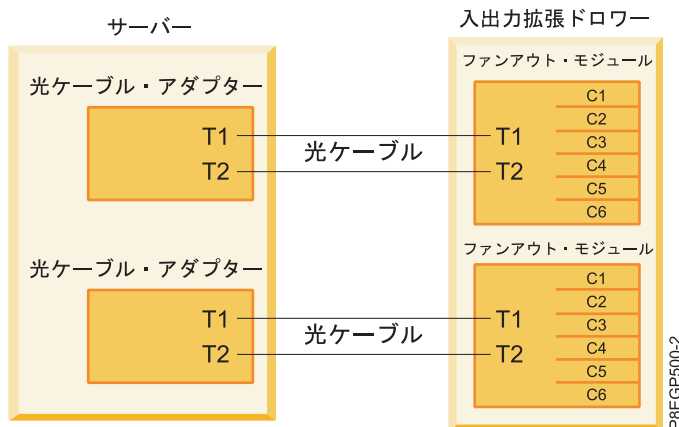 サーバー
入出力拡張ドロワー
光ケーブル・アダプター
T1
T2
光ケーブル
ファンアウト・モジュール
T1
T2
C1
C2
C3
C4
C5
C6
光ケーブル・アダプター
T1
T2
光ケーブル
ファンアウト・モジュール
T1
T2
C1
C2
C3
C4
C5
C6
P8EGP500-2